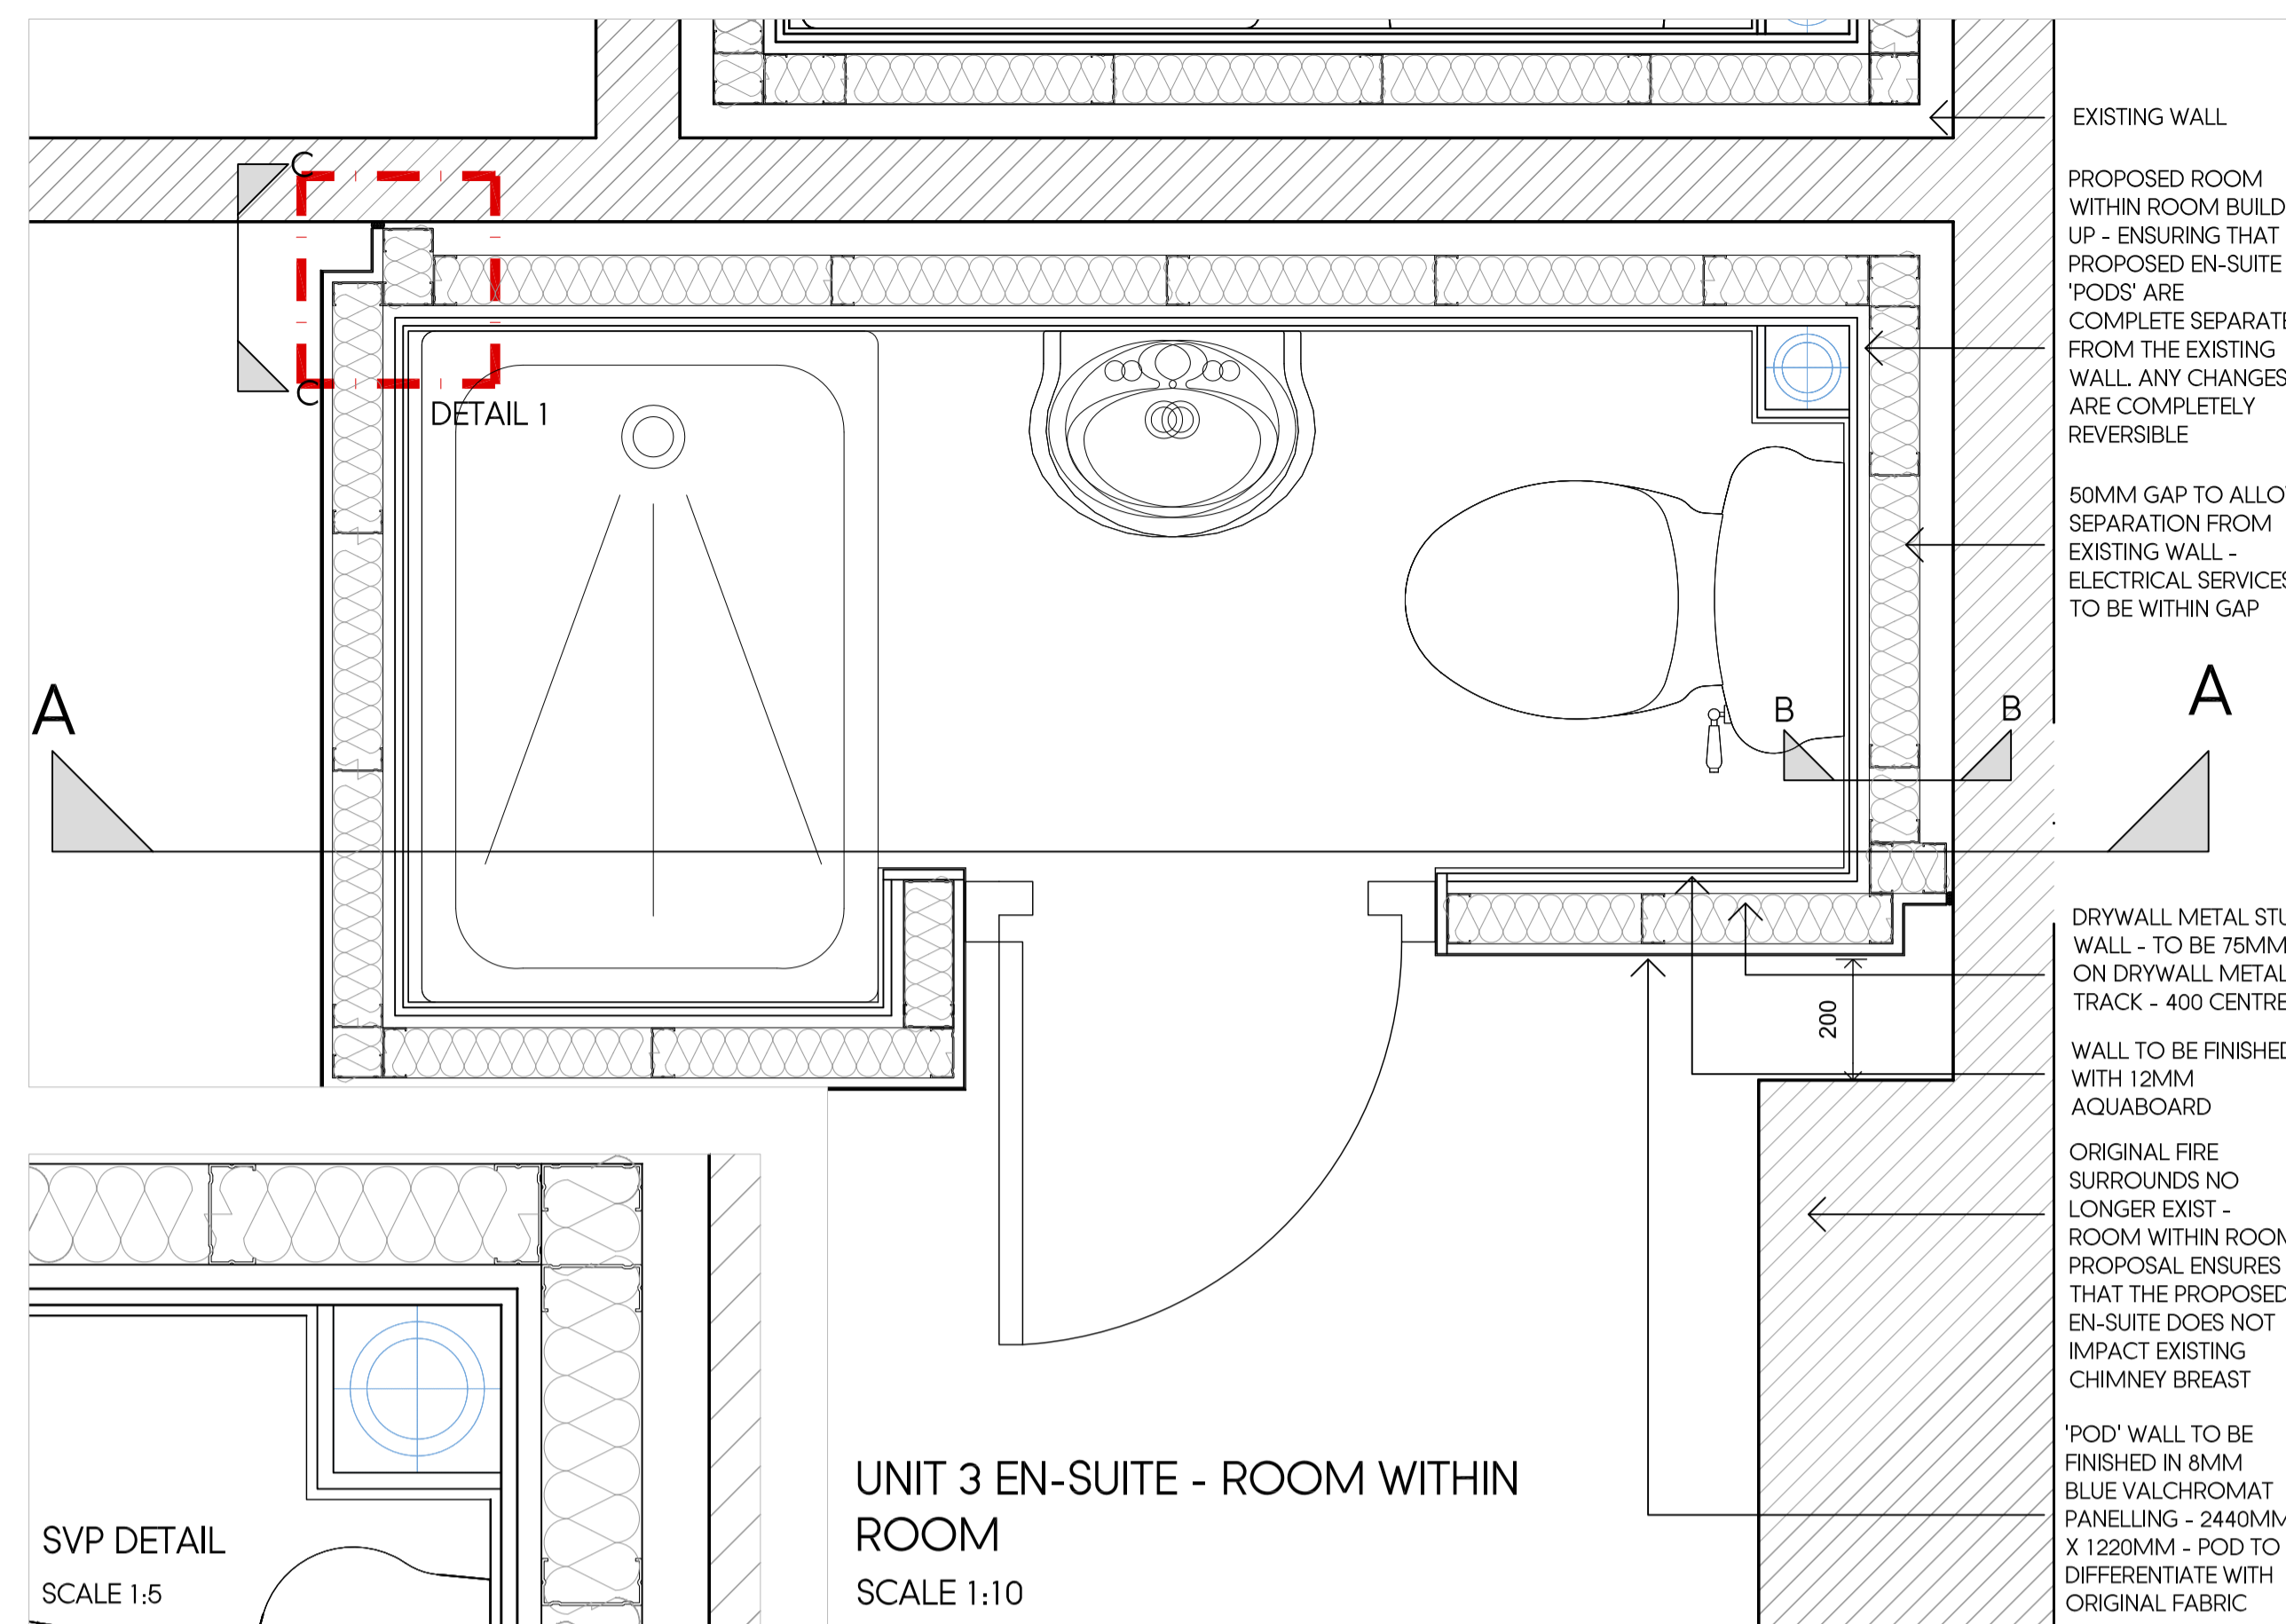 EXISTING WALL
PROPOSED ROOM
WITHIN ROOM BUILD
UP - ENSURING THAT
PROPOSED EN-SUITE
'PODS' ARE
COMPLETE SEPARATE
FROM THE EXISTING
WALL. ANY CHANGES
ARE COMPLETELY
REVERSIBLE
50MM GAP TO ALLO
SEPARATION FROM
EXISTING WALL -
ELECTRICAL SERVICES
TO BE WITHIN GAP
C
C
DETAIL 1
A
B
B
A
DRYWALL METAL STU
WALL - TO BE 75MM
ON DRYWALL METAL
TRACK - 400 CENTRE
WALL TO BE FINISHED
WITH 12MM
AQUABOARD
200
ORIGINAL FIRE
SURROUNDS NO
LONGER EXIST -
ROOM WITHIN ROOM
PROPOSAL ENSURES
THAT THE PROPOSED
EN-SUITE DOES NOT
IMPACT EXISTING
CHIMNEY BREAST
'POD' WALL TO BE
FINISHED IN 8MM
BLUE VALCHROMAT
PANELLING - 2440MM
X 1220MM - POD TO
DIFFERENTIATE WITH
ORIGINAL FABRIC
SVP DETAIL
SCALE 1:5
UNIT 3 EN-SUITE - ROOM WITHIN
ROOM
SCALE 1:10